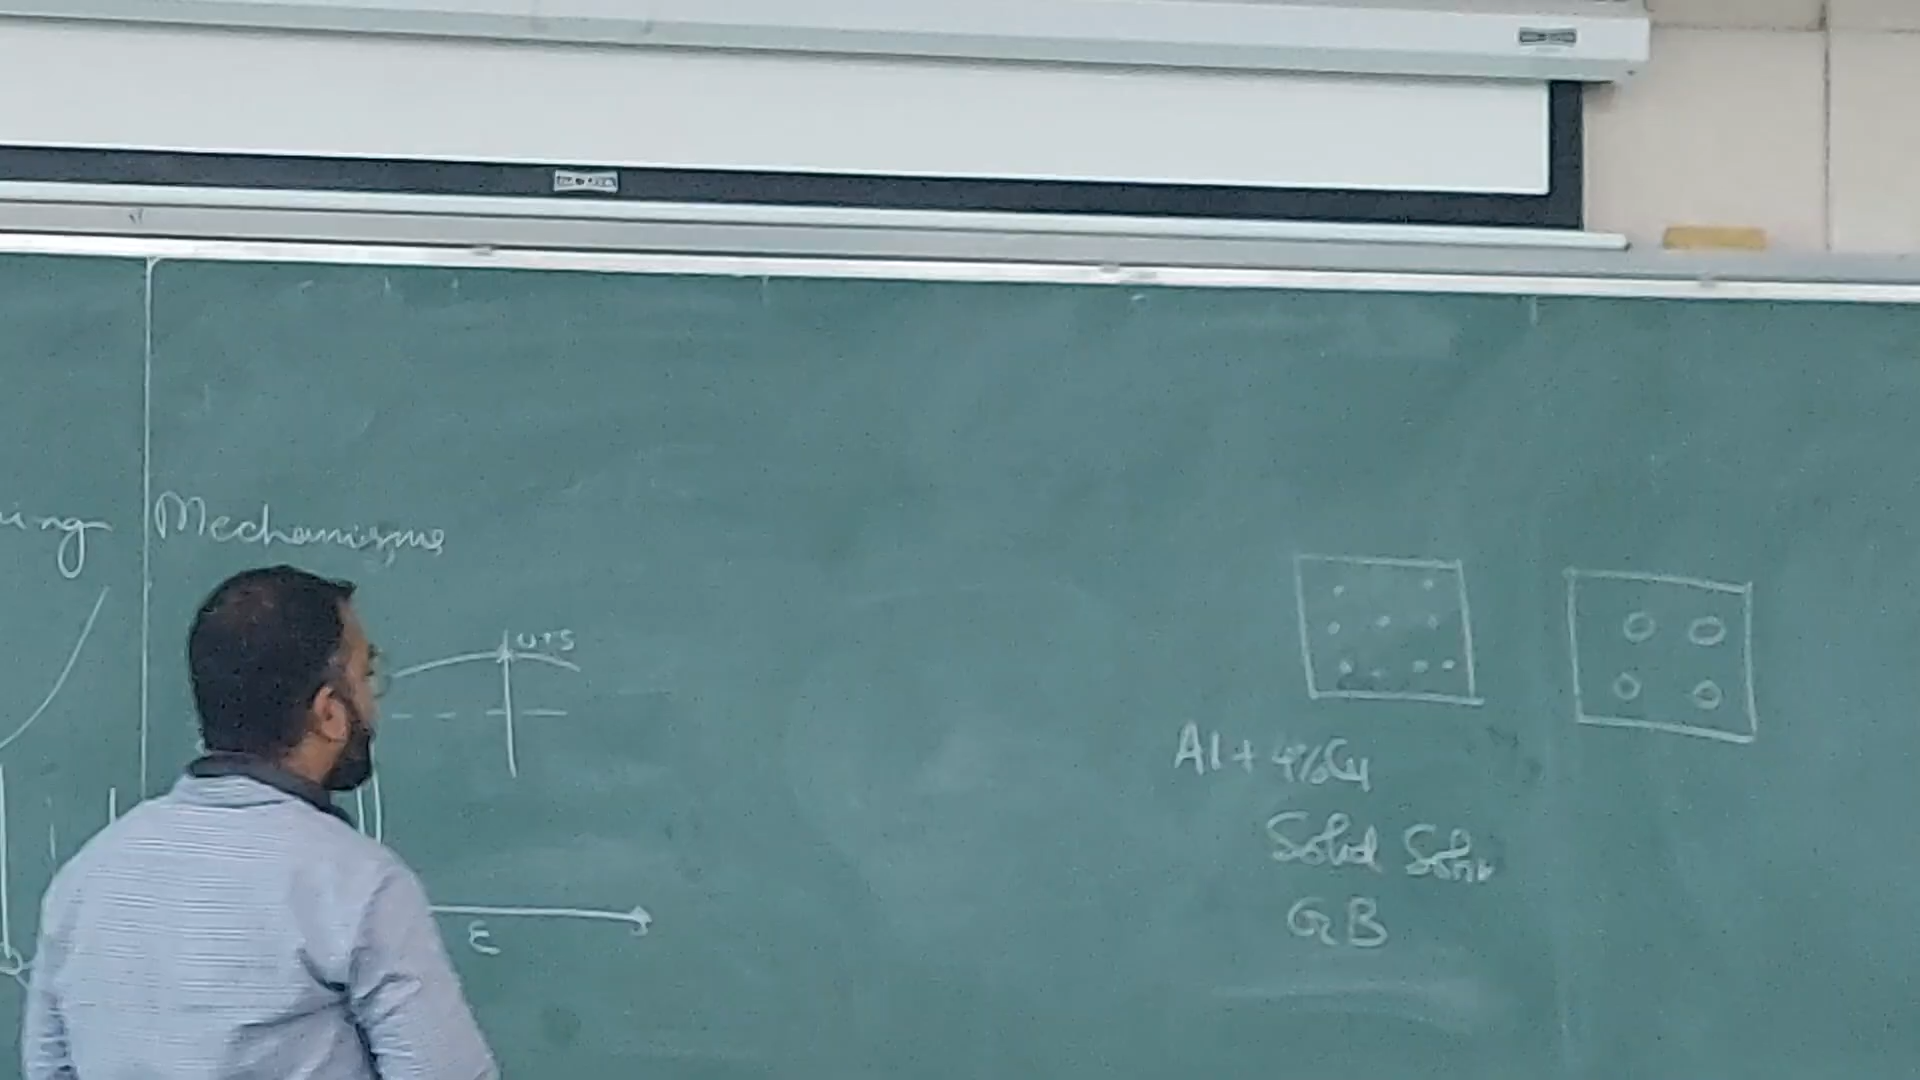 Mechanisms
UTS
ε
Al + 4%Cu
Solid Soln
GB